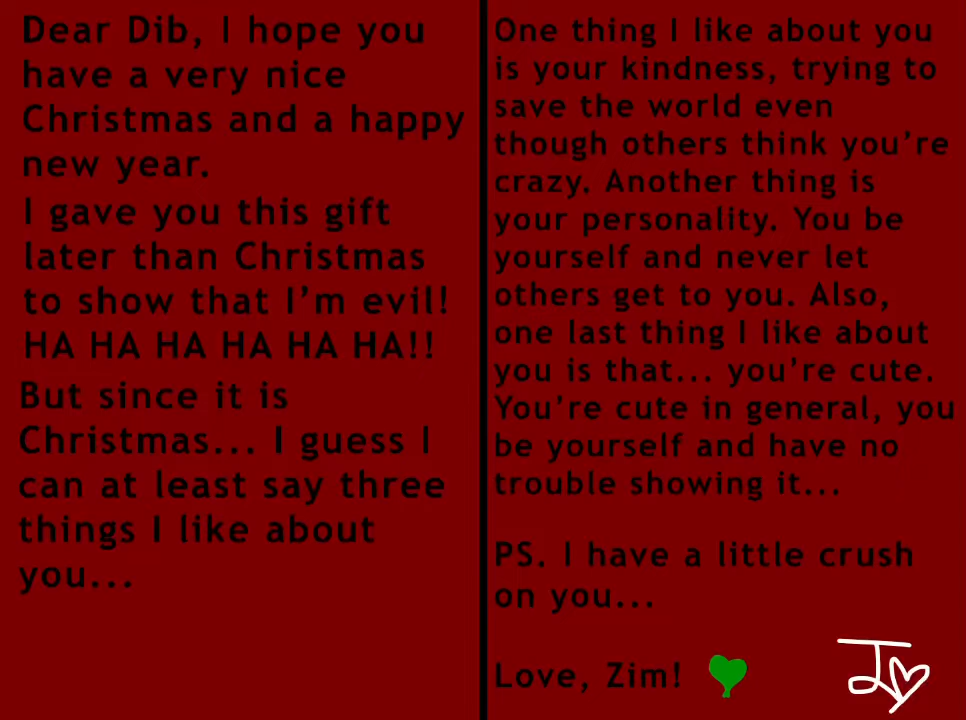 Dear Dib, I hope you
have a very nice
Christmas and a happy
new year.
I gave you this gift
later than Christmas
to show that I'm evil!
HA HA HA HA HA HA!!
But since it is
Christmas... I guess I
can at least say three
things I like about
you...
One thing I like about you
is your kindness, trying to
save the world even
though others think you're
crazy. Another thing is
your personality. You be
yourself and never let
others get to you. Also,
one last thing I like about
you is that... you're cute.
You're cute in general, you
be yourself and have no
trouble showing it...
PS. I have a little crush
on you...
Love, Zim!